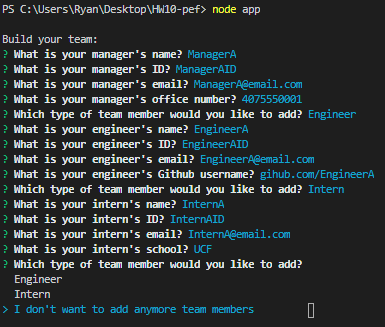 PS C:\Users\Ryan\Desktop\HW10-pef> node app
Build your team:
? What is your manager's name? ManagerA
? What is your manager's ID? ManagerAID
? What is your manager's email? ManagerA@email.com
? What is your manager's office number? 4075550001
? Which type of team member would you like to add? Engineer
? What is your engineer's name? EngineerA
? What is your engineer's ID? EngineerAID
? What is your engineer's email? EngineerA@email.com
? What is your engineer's Github username? gihub.com/EngineerA
? Which type of team member would you like to add? Intern
? What is your intern's name? InternA
? What is your intern's ID? InternAID
? What is your intern's email? InternA@email.com
? What is your intern's school? UCF
? Which type of team member would you like to add?
Engineer
Intern
> I don't want to add anymore team members